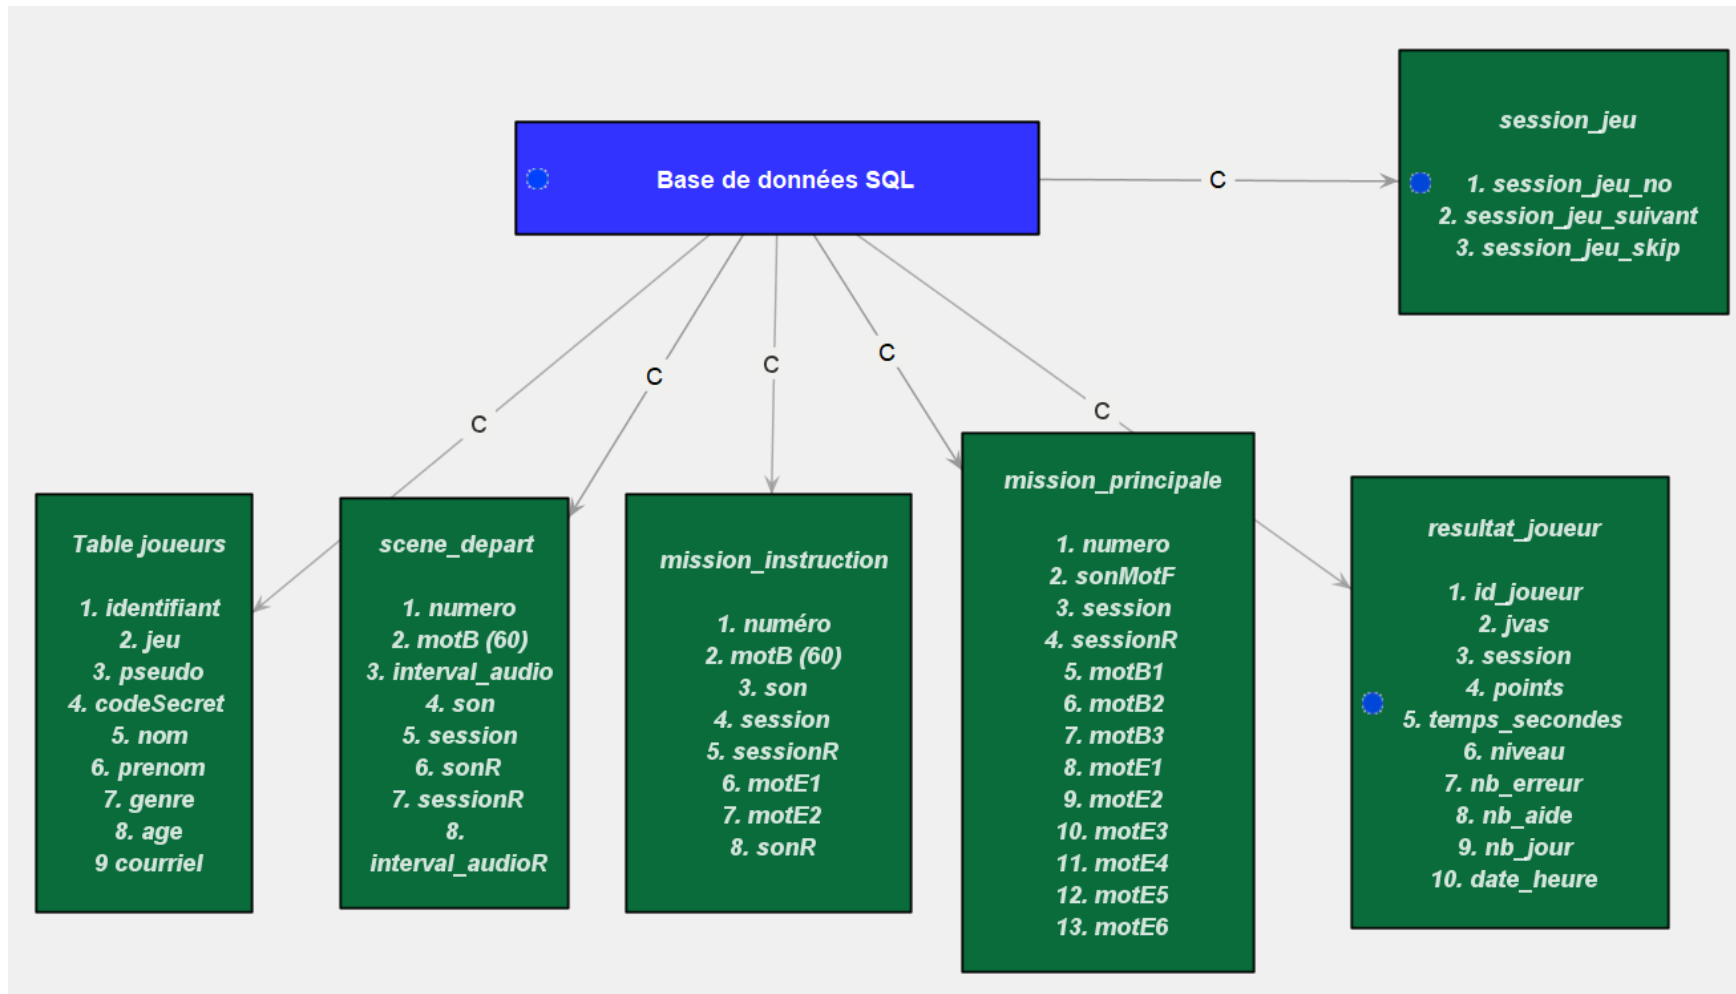 Base de données SQL
C
session_jeu
1. session_jeu_no
2. session_jeu_suivant
3. session_jeu_skip
C
C
C
C
C
Table joueurs
1. identifiant
2. jeu
3. pseudo
4. codeSecret
5. nom
6. prenom
7. genre
8. age
9 courriel
scene_depart
1. numero
2. motB (60)
3. interval_audio
4. son
5. session
6. sonR
7. sessionR
8.
interval_audioR
mission_instruction
1. numéro
2. motB (60)
3. son
4. session
5. sessionR
6. motE1
7. motE2
8. sonR
mission_principale
1. numero
2. sonMotF
3. session
4. sessionR
5. motB1
6. motB2
7. motB3
8. motE1
9. motE2
10. motE3
11. motE4
12. motE5
13. motE6
resultat_joueur
1. id_joueur
2. jvas
3. session
4. points
5. temps_secondes
6. niveau
7. nb_erreur
8. nb_aide
9. nb_jour
10. date_heure